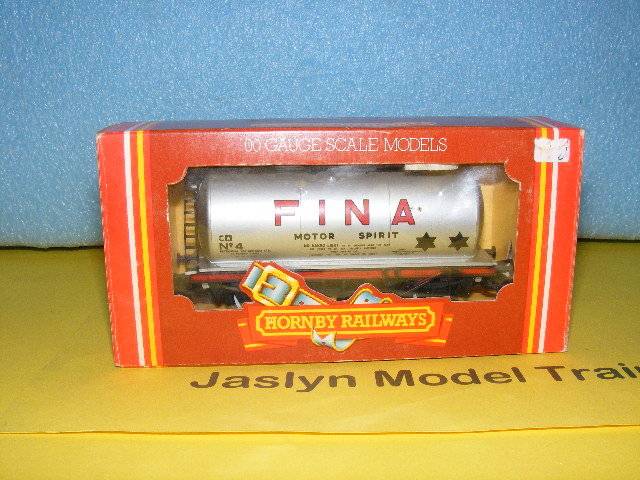 00 GAUGE SCALE MODELS
FINA
MOTOR SPIRIT
No 4
HORNBY RAILWAYS
Jaslyn Model Trai